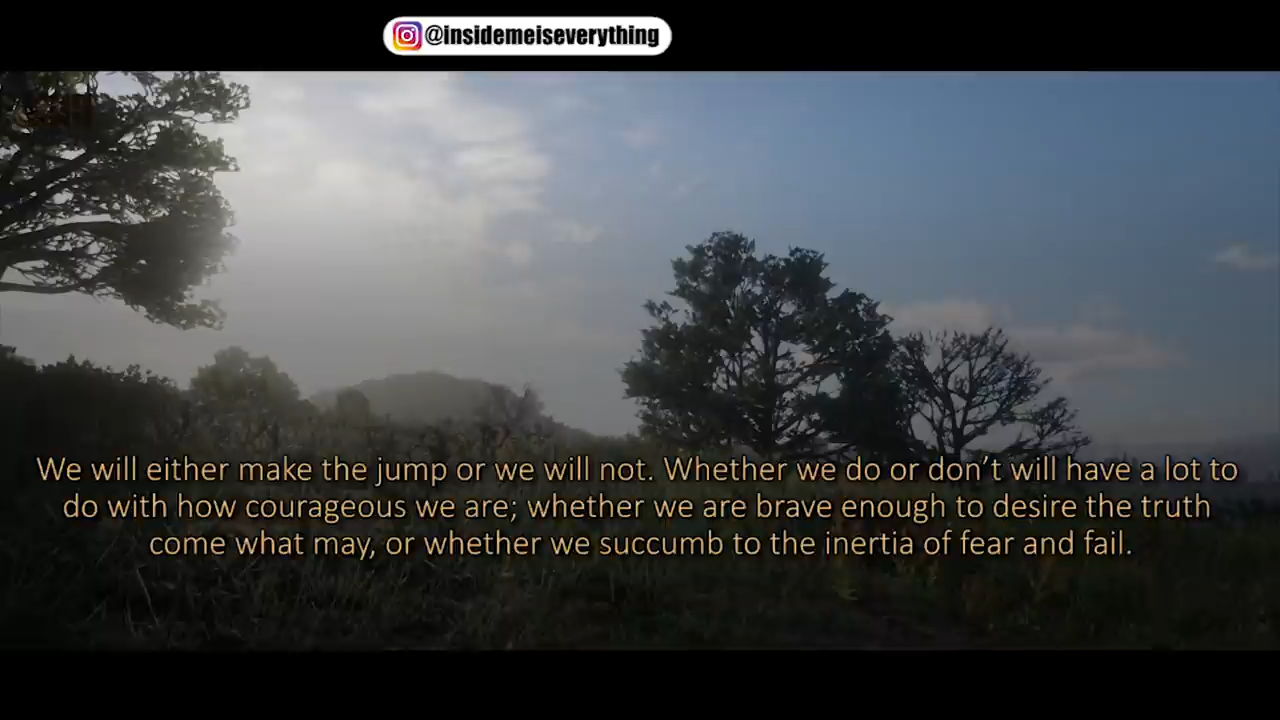 @insidemeiseverything
We will either make the jump or we will not. Whether we do or don’t will have a lot to
do with how courageous we are; whether we are brave enough to desire the truth
come what may, or whether we succumb to the inertia of fear and fail.